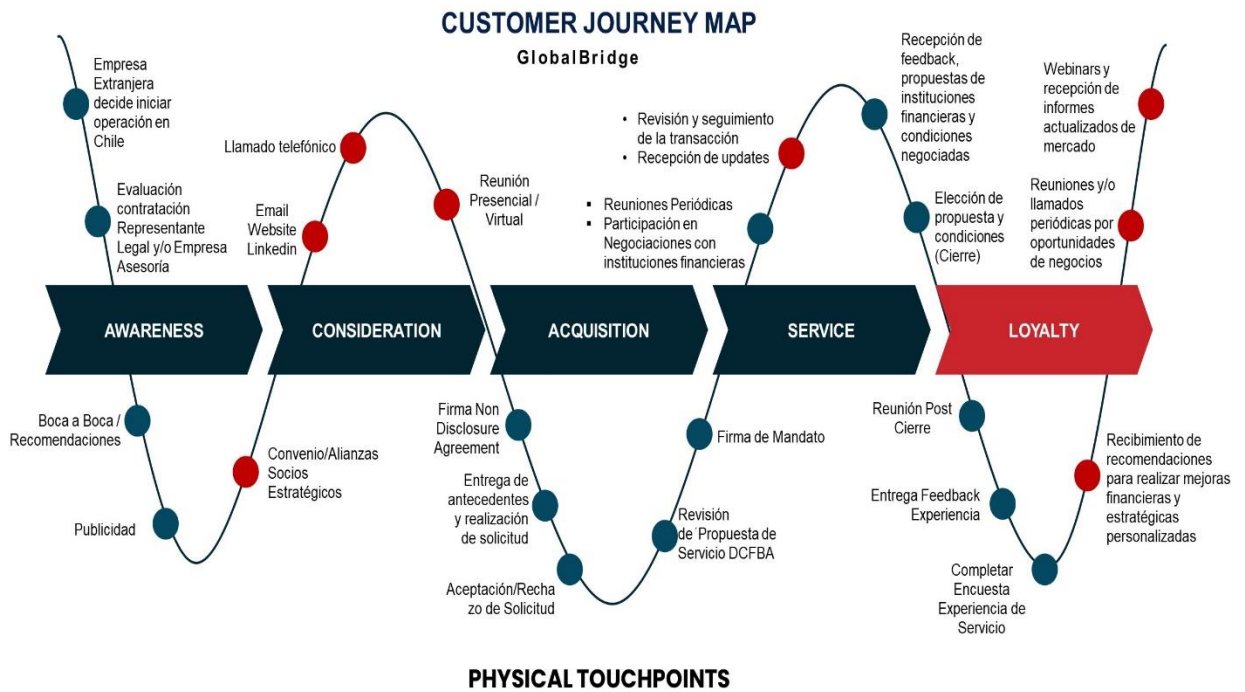 CUSTOMER JOURNEY MAP
GlobalBridge
Empresa
Extranjera
decide iniciar
operación en
Chile
Evaluación
contratación
Representante
Legal y/o Empresa
Asesoría
Llamado telefónico
Email
Website
Linkedin
Reunión
Presencial /
Virtual
• Revisión y seguimiento
de la transacción
• Recepción de updates
▪ Reuniones Periódicas
▪ Participación en
Negociaciones con
instituciones financieras
Recepción de
feedback,
propuestas de
instituciones
financieras y
condiciones
negociadas
Elección de
propuesta y
condiciones
(Cierre)
Webinars y
recepción de
informes
actualizados de
mercado
Reuniones y/o
llamados
periódicas por
oportunidades
de negocios
AWARENESS
CONSIDERATION
ACQUISITION
SERVICE
LOYALTY
Boca a Boca /
Recomendaciones
Publicidad
Convenio/Alianzas
Socios
Estratégicos
Firma Non
Disclosure
Agreement
Entrega de
antecedentes
y realización
de solicitud
Aceptación/Recha
zo de Solicitud
Firma de Mandato
Revisión
de ́Propuesta de
Servicio DCFBA
Reunión Post
Cierre
Entrega Feedback
Experiencia
Completar
Encuesta
Experiencia de
Servicio
Recibimiento de
recomendaciones
para realizar mejoras
financieras y
estratégicas
personalizadas
PHYSICAL TOUCHPOINTS